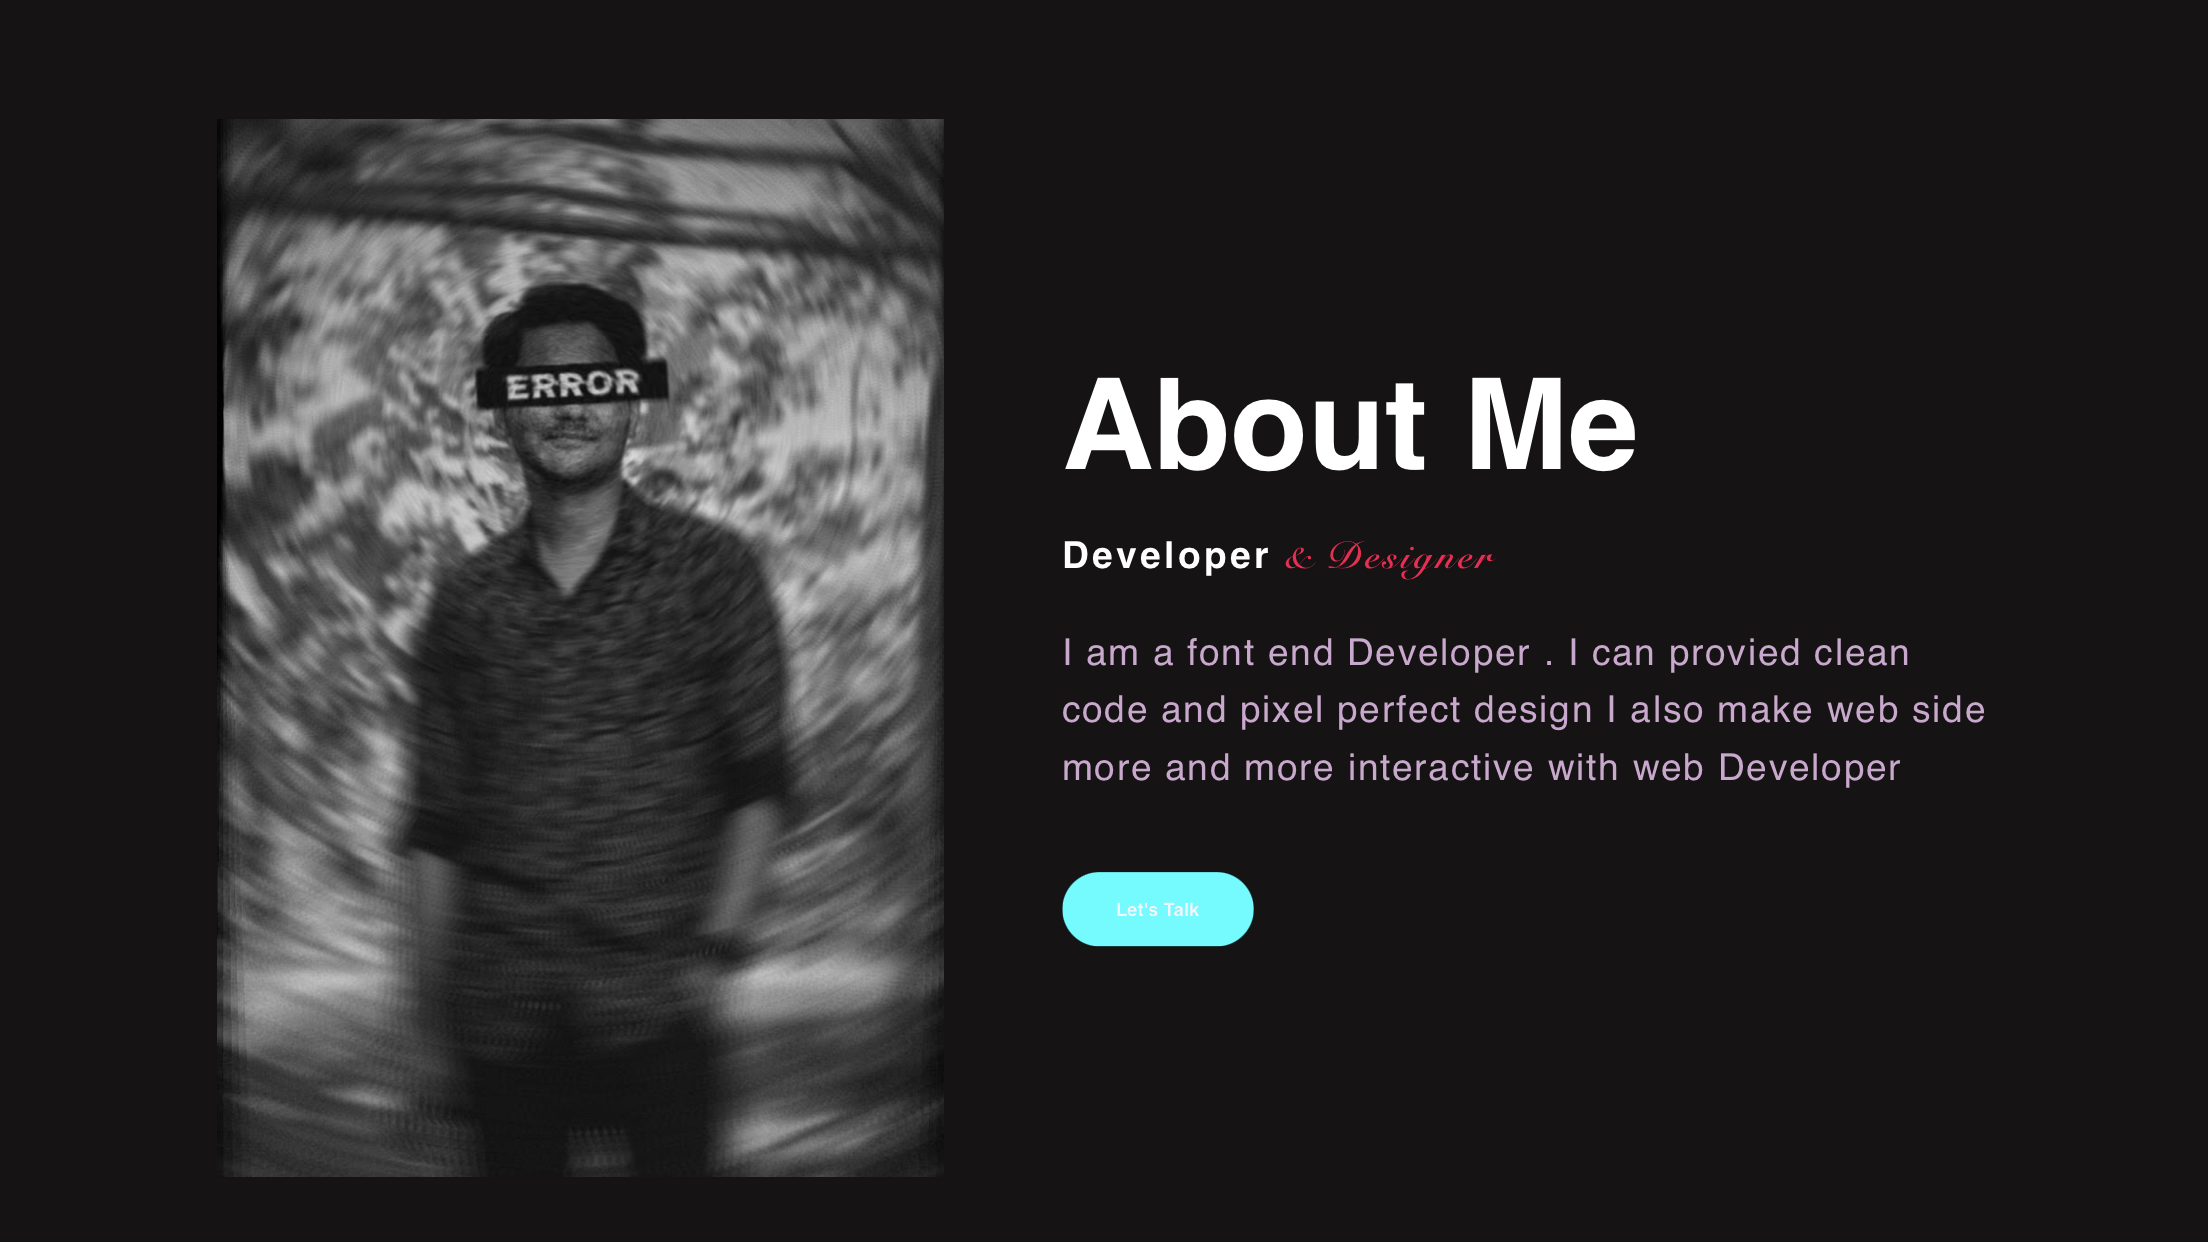 ERROR
About Me
Developer & Designer
I am a font end Developer . I can provied clean
code and pixel perfect design I also make web side
more and more interactive with web Developer
Let's Talk